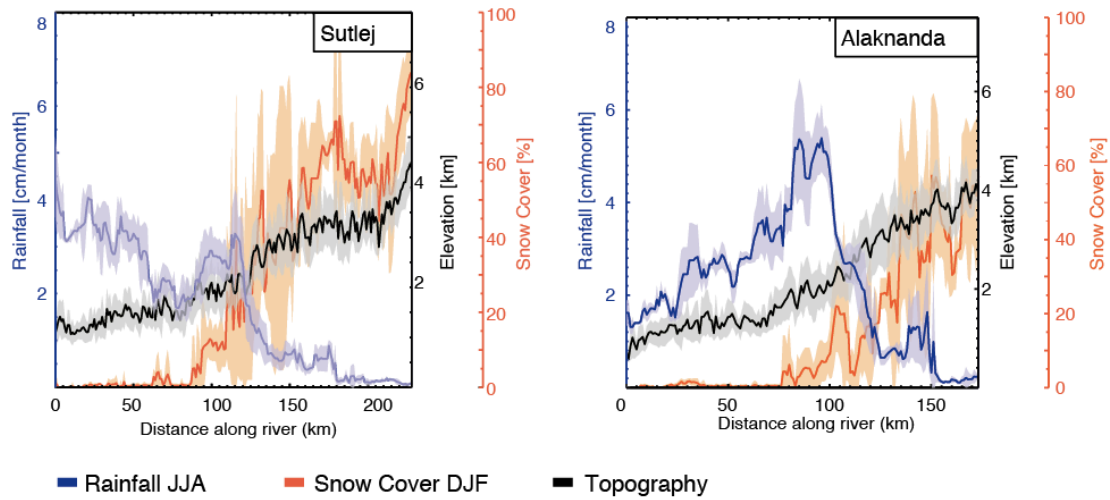 Sutlej
Rainfall [cm/month]
8
6
4
2
Elevation [km]
6
4
2
Snow Cover [%]
100
80
60
40
20
0
0 50 100 150 200
Distance along river (km)
Alaknanda
Rainfall [cm/month]
8
6
4
2
Elevation [km]
6
4
2
Snow Cover [%]
100
80
60
40
20
0
0 50 100 150
Distance along river (km)
Rainfall JJA Snow Cover DJF Topography